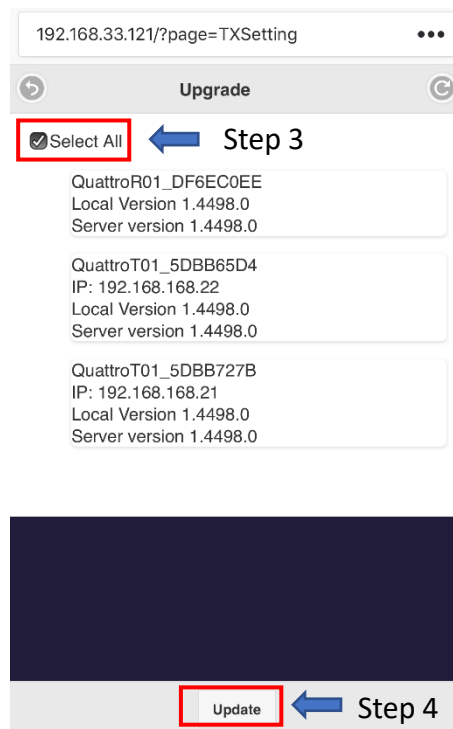 192.168.33.121/?page=TXSetting
Upgrade
Select All Step 3
QuattroR01_DF6EC0EE
Local Version 1.4498.0
Server version 1.4498.0
QuattroT01_5DBB65D4
IP: 192.168.168.22
Local Version 1.4498.0
Server version 1.4498.0
QuattroT01_5DBB727B
IP: 192.168.168.21
Local Version 1.4498.0
Server version 1.4498.0
Update Step 4